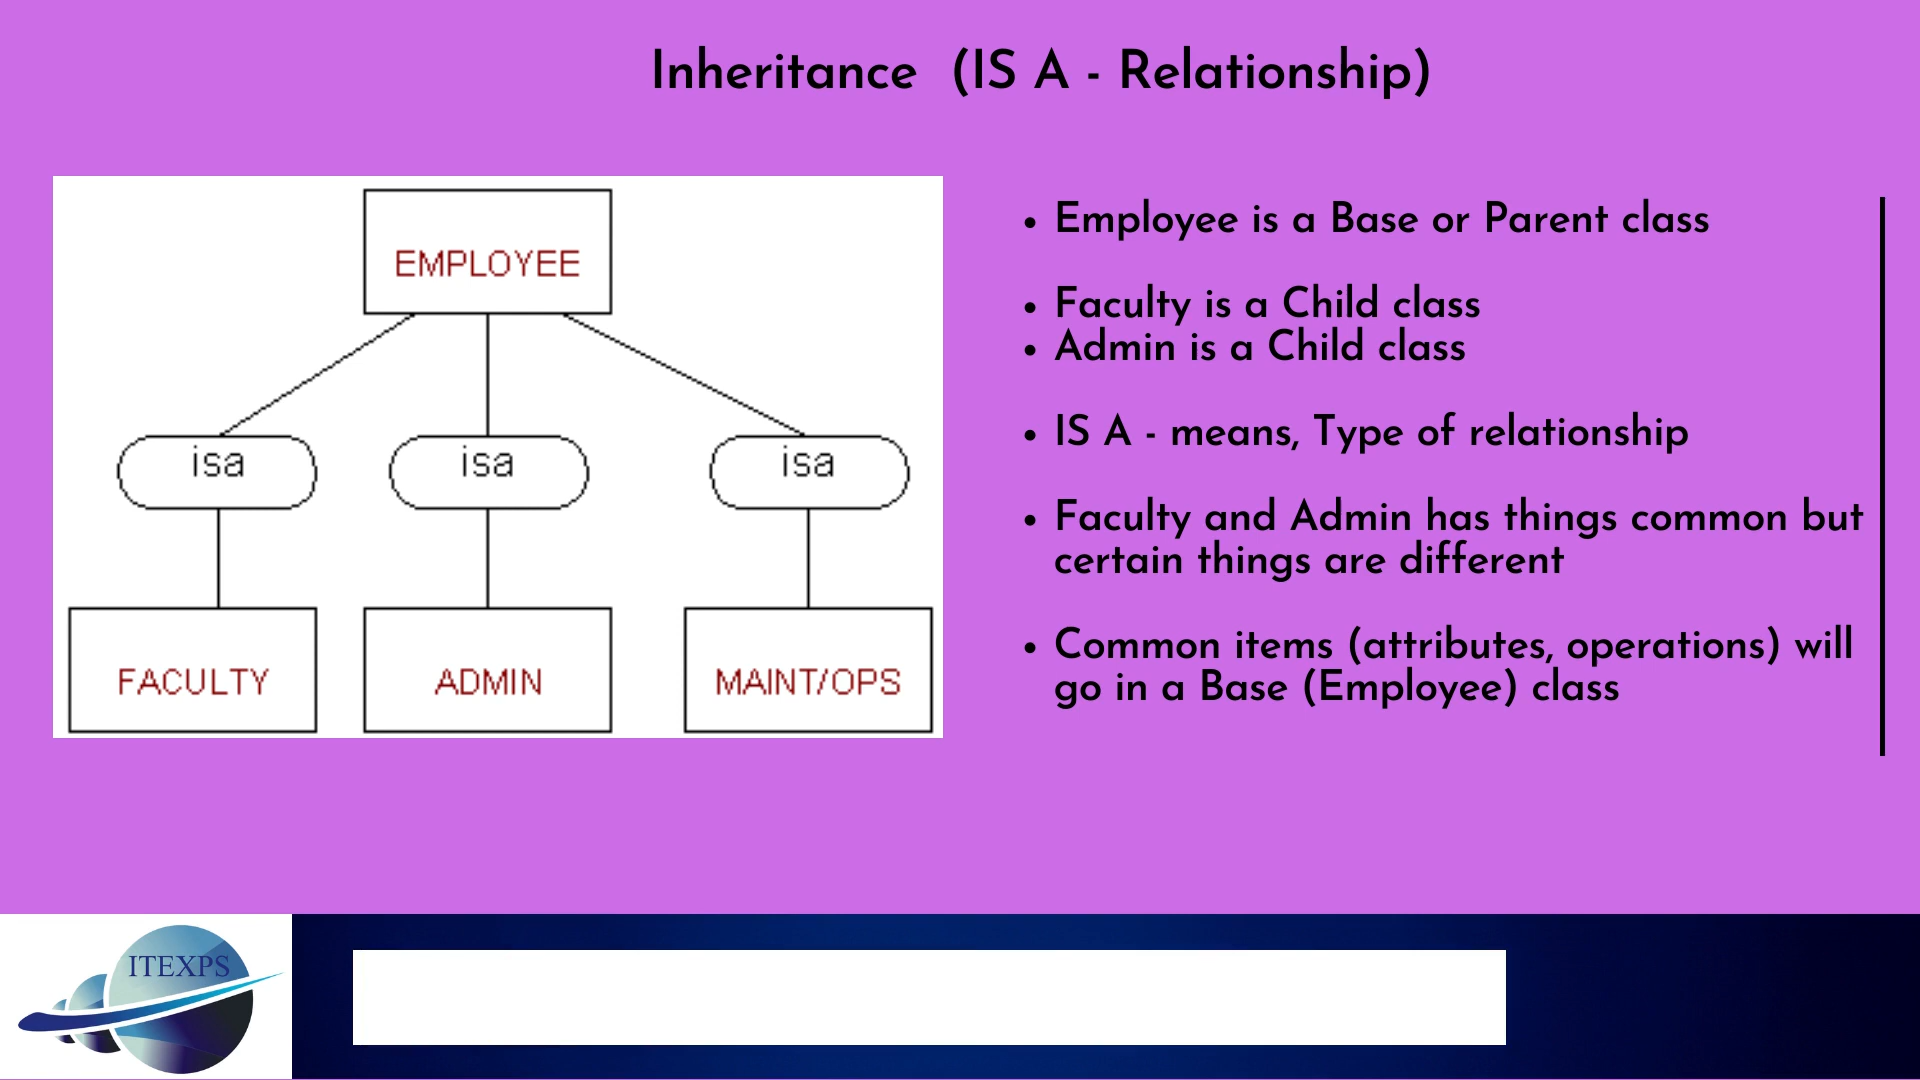 Inheritance (IS A - Relationship)
EMPLOYEE
isa isa isa
FACULTY ADMIN MAINT/OPS
• Employee is a Base or Parent class
• Faculty is a Child class
• Admin is a Child class
• IS A - means, Type of relationship
• Faculty and Admin has things common but
certain things are different
• Common items (attributes, operations) will
go in a Base (Employee) class
ITEXPS